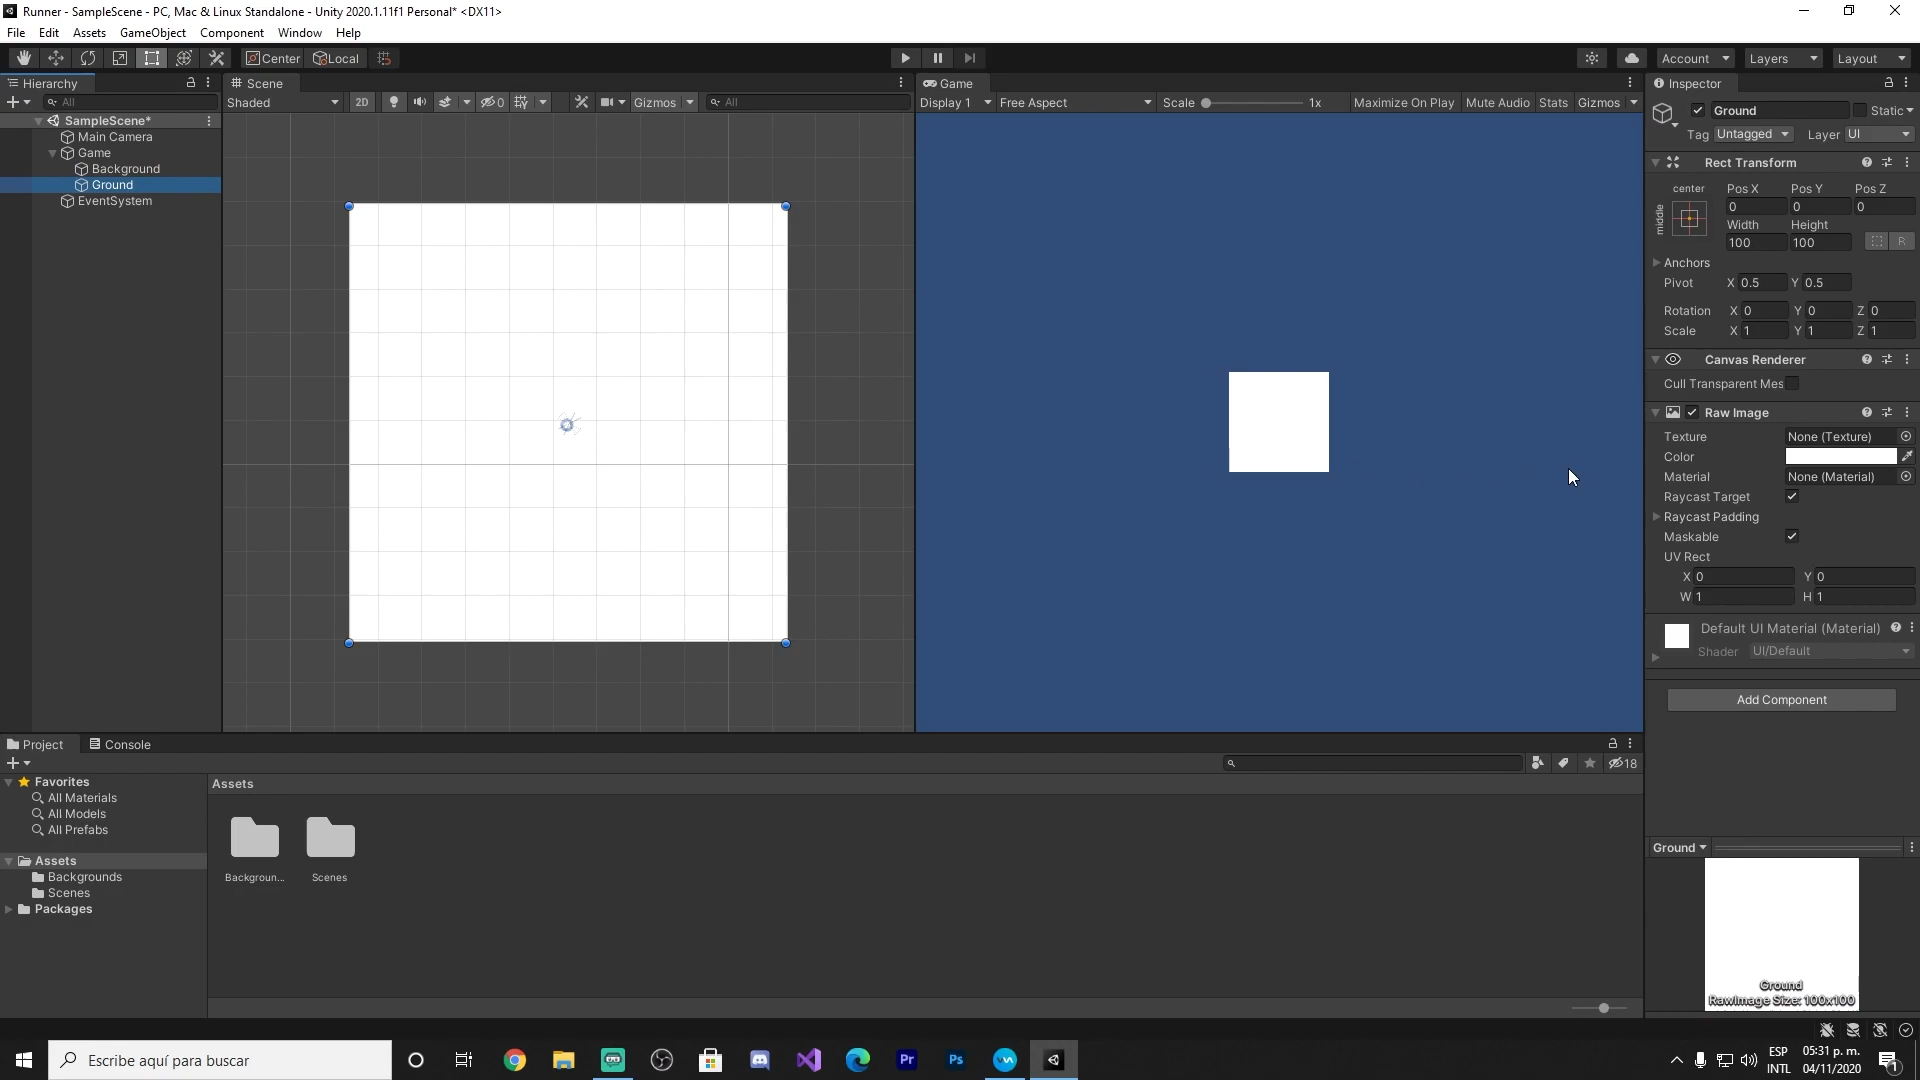 Runner - SampleScene - PC, Mac & Linux Standalone - Unity 2020.1.11f1 Personal* <DX11>
File Edit Assets GameObject Component Window Help
Center Local Account Layers Layout
Hierarchy
All
SampleScene*
Main Camera
Game
Background
Ground
EventSystem
Scene
Shaded 2D 0 Gizmos All
Game
Display 1 Free Aspect Scale 1x Maximize On Play Mute Audio Stats Gizmos
Inspector
Ground Static
Tag Untagged Layer UI
Rect Transform
center Pos X Pos Y Pos Z
middle 0 0 0
Width Height
100 100 R
Anchors
Pivot X 0.5 Y 0.5
Rotation X 0 Y 0 Z 0
Scale X 1 Y 1 Z 1
Canvas Renderer
Cull Transparent Mes
Raw Image
Texture None (Texture)
Color
Material None (Material)
Raycast Target
Raycast Padding
Maskable
UV Rect
X 0 Y 0
W 1 H 1
Default UI Material (Material)
Shader UI/Default
Add Component
Project Console
18
Favorites
All Materials
All Models
All Prefabs
Assets
Backgrounds
Scenes
Packages
Assets
Backgroun... Scenes
Ground
Ground
RawImage Size: 100x100
Escribe aquí para buscar
Pr Ps
ESP
INTL
05:31 p. m.
04/11/2020
1